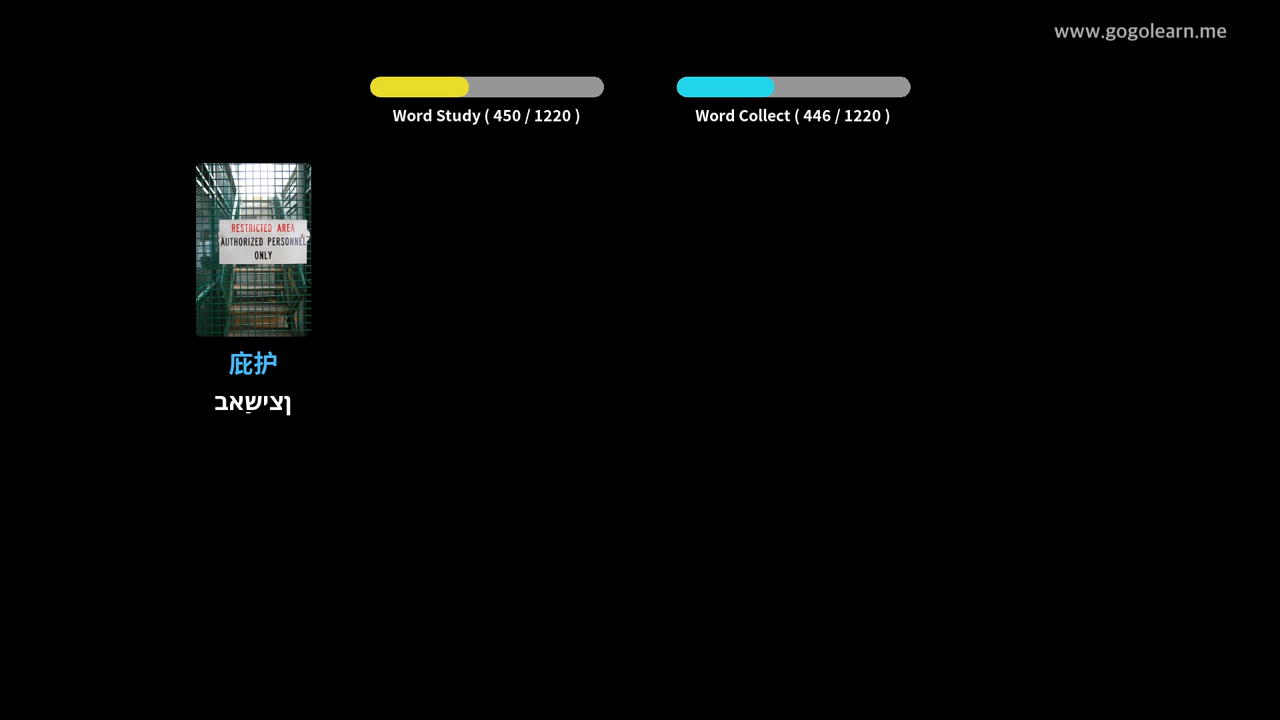 www.gogolearn.me
Word Study ( 450 / 1220 )
Word Collect ( 446 / 1220 )
RESTRICTED AREA
AUTHORIZED PERSONNEL
ONLY
庇护
ןצישַאב